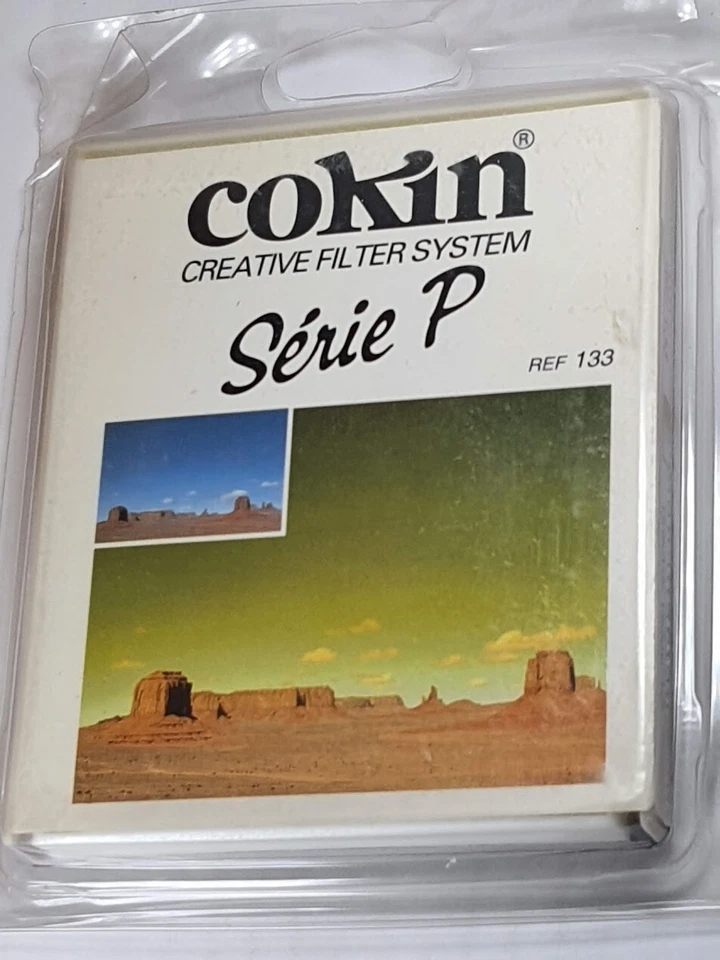 cokin®
CREATIVE FILTER SYSTEM
Série P
REF 133